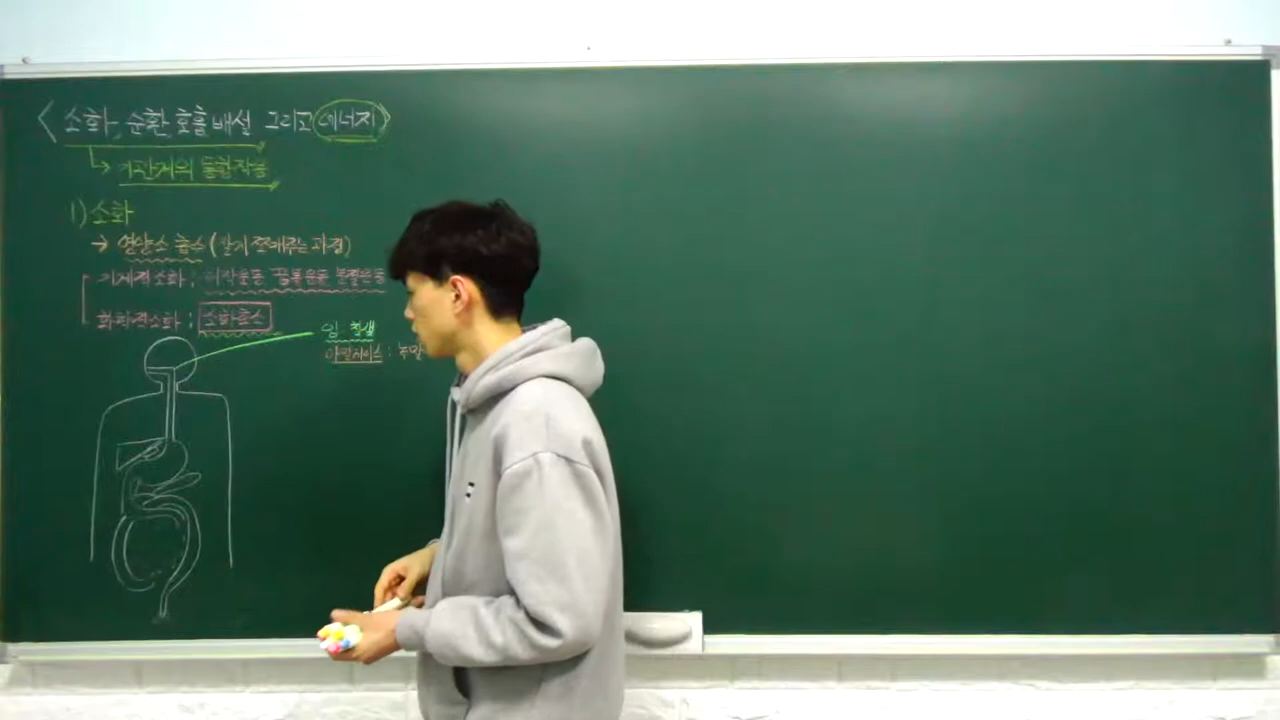 <소화, 순환, 호흡, 배설 그리고 에너지>
↳ 기관계의 통합작용
1) 소화
→ 영양소 흡수 (잘게 쪼개주는 과정)
기계적소화 : 저작운동 꿈틀운동 분절운동
화학적소화 : 소화효소
입 : 침샘
아밀레이스 : 녹말